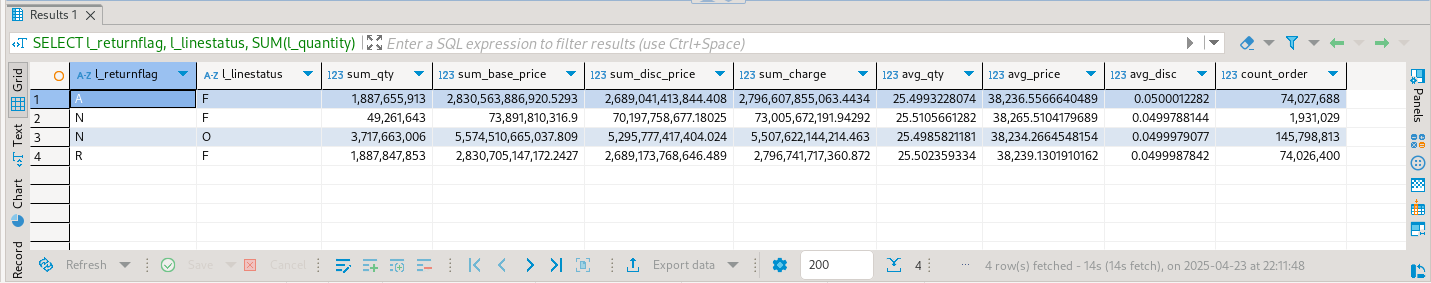 Results 1
SELECT l_returnflag, l_linestatus, SUM(l_quantity) Enter a SQL expression to filter results (use Ctrl+Space)
Grid
Text
Chart
Record
A-Z l_returnflag A-Z l_linestatus 123 sum_qty 123 sum_base_price 123 sum_disc_price 123 sum_charge 123 avg_qty 123 avg_price 123 avg_disc 123 count_order
1 A F 1,887,655,913 2,830,563,886,920.5293 2,689,041,413,844.408 2,796,607,855,063.4434 25.4993228074 38,236.5566640489 0.0500012282 74,027,688
2 N F 49,261,643 73,891,810,316.9 70,197,758,677.18025 73,005,672,191.94292 25.5105661282 38,265.5104179689 0.0499788144 1,931,029
3 N O 3,717,663,006 5,574,510,665,037.809 5,295,777,417,404.024 5,507,622,144,214.463 25.4985821181 38,234.2664548154 0.0499979077 145,798,813
4 R F 1,887,847,853 2,830,705,147,172.2427 2,689,173,768,646.489 2,796,741,717,360.872 25.502359334 38,239.1301910162 0.0499987842 74,026,400
Panels
Refresh Save Cancel Export data 200 4 4 row(s) fetched - 14s (14s fetch), on 2025-04-23 at 22:11:48